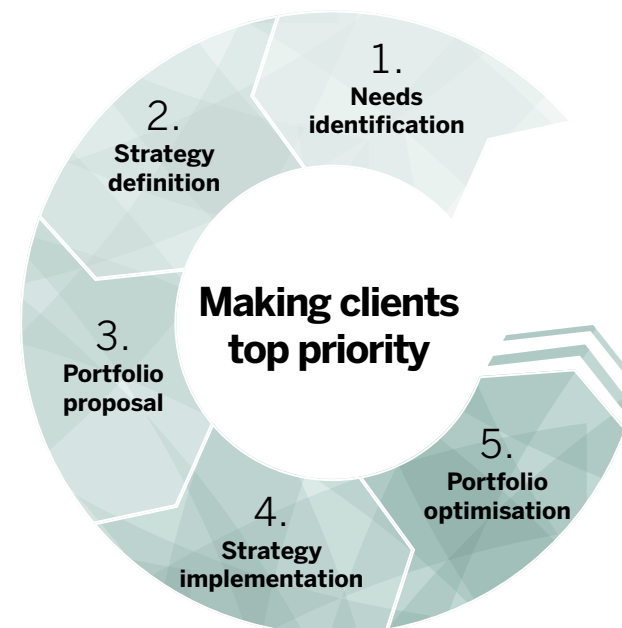 1.
Needs
identification
2.
Strategy
definition
3.
Portfolio
proposal
4.
Strategy
implementation
5.
Portfolio
optimisation
Making clients
top priority